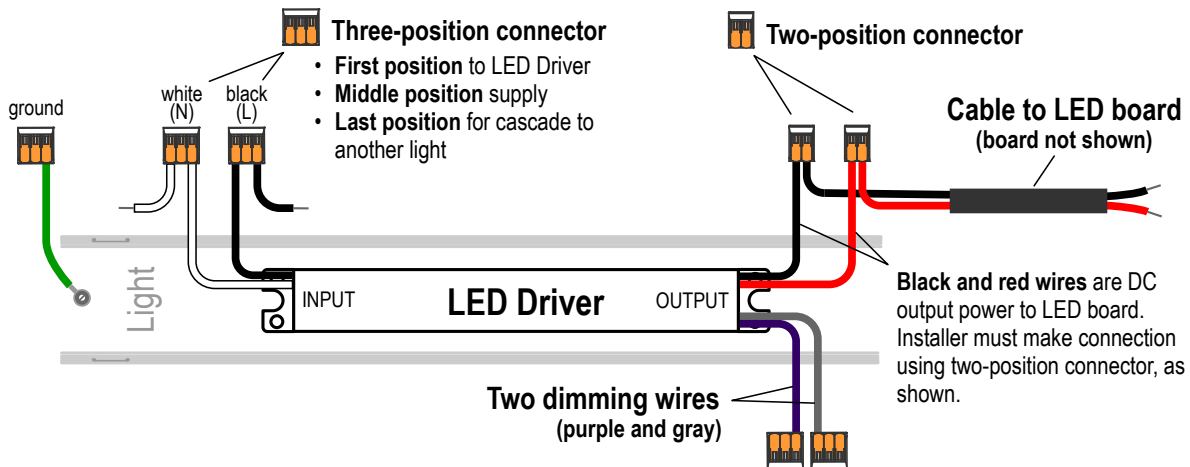 Three-position connector
• First position to LED Driver
• Middle position supply
• Last position for cascade to
another light
Two-position connector
ground
white
(N)
black
(L)
Cable to LED board
(board not shown)
Light
INPUT
LED Driver
OUTPUT
Black and red wires are DC
output power to LED board.
Installer must make connection
using two-position connector, as
shown.
Two dimming wires
(purple and gray)